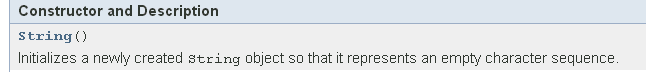 Constructor and Description
String()
Initializes a newly created String object so that it represents an empty character sequence.